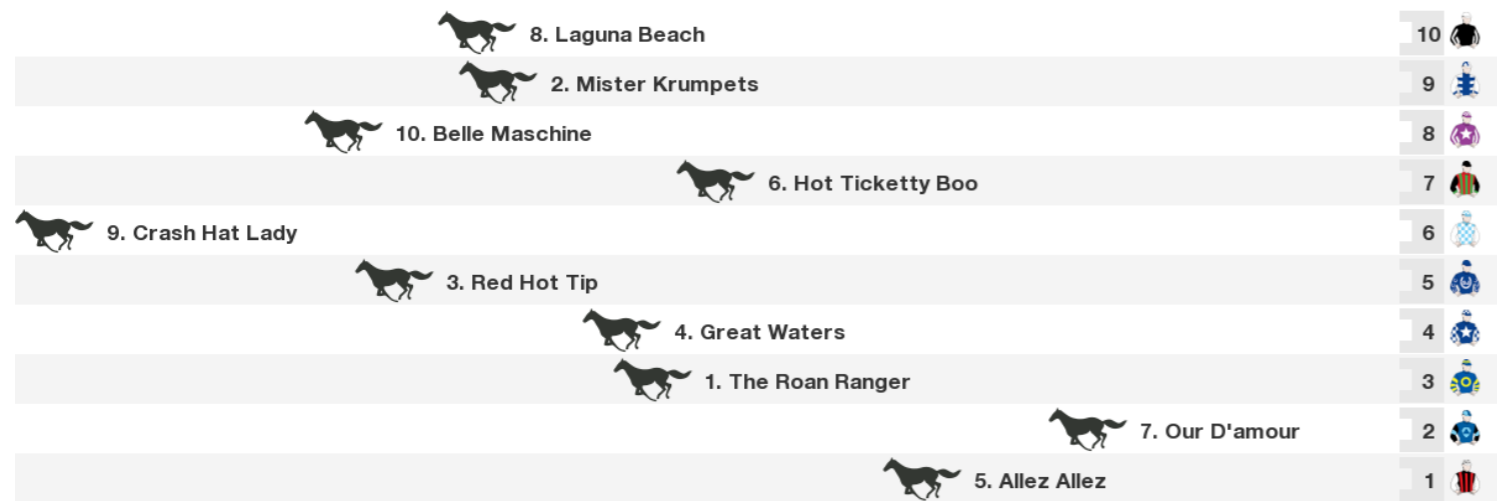 8. Laguna Beach 10
2. Mister Krumpets 9
10. Belle Maschine 8
6. Hot Ticketty Boo 7
9. Crash Hat Lady 6
3. Red Hot Tip 5
4. Great Waters 4
1. The Roan Ranger 3
7. Our D'amour 2
5. Allez Allez 1